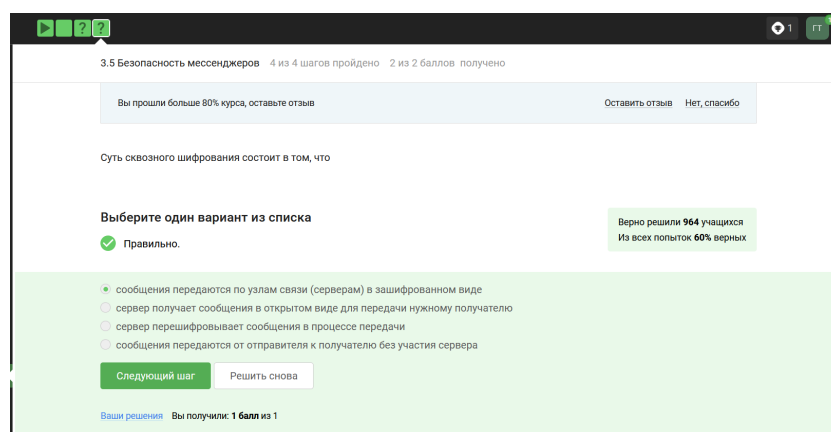 ? ?
1
ГТ
3.5 Безопасность мессенджеров 4 из 4 шагов пройдено 2 из 2 баллов получено
Вы прошли больше 80% курса, оставьте отзыв Оставить отзыв Нет, спасибо
Суть сквозного шифрования состоит в том, что
Выберите один вариант из списка
Верно решили 964 учащихся
Из всех попыток 60% верных
Правильно.
сообщения передаются по узлам связи (серверам) в зашифрованном виде
сервер получает сообщения в открытом виде для передачи нужному получателю
сервер перешифровывает сообщения в процессе передачи
сообщения передаются от отправителя к получателю без участия сервера
Следующий шаг Решить снова
Ваши решения Вы получили: 1 балл из 1